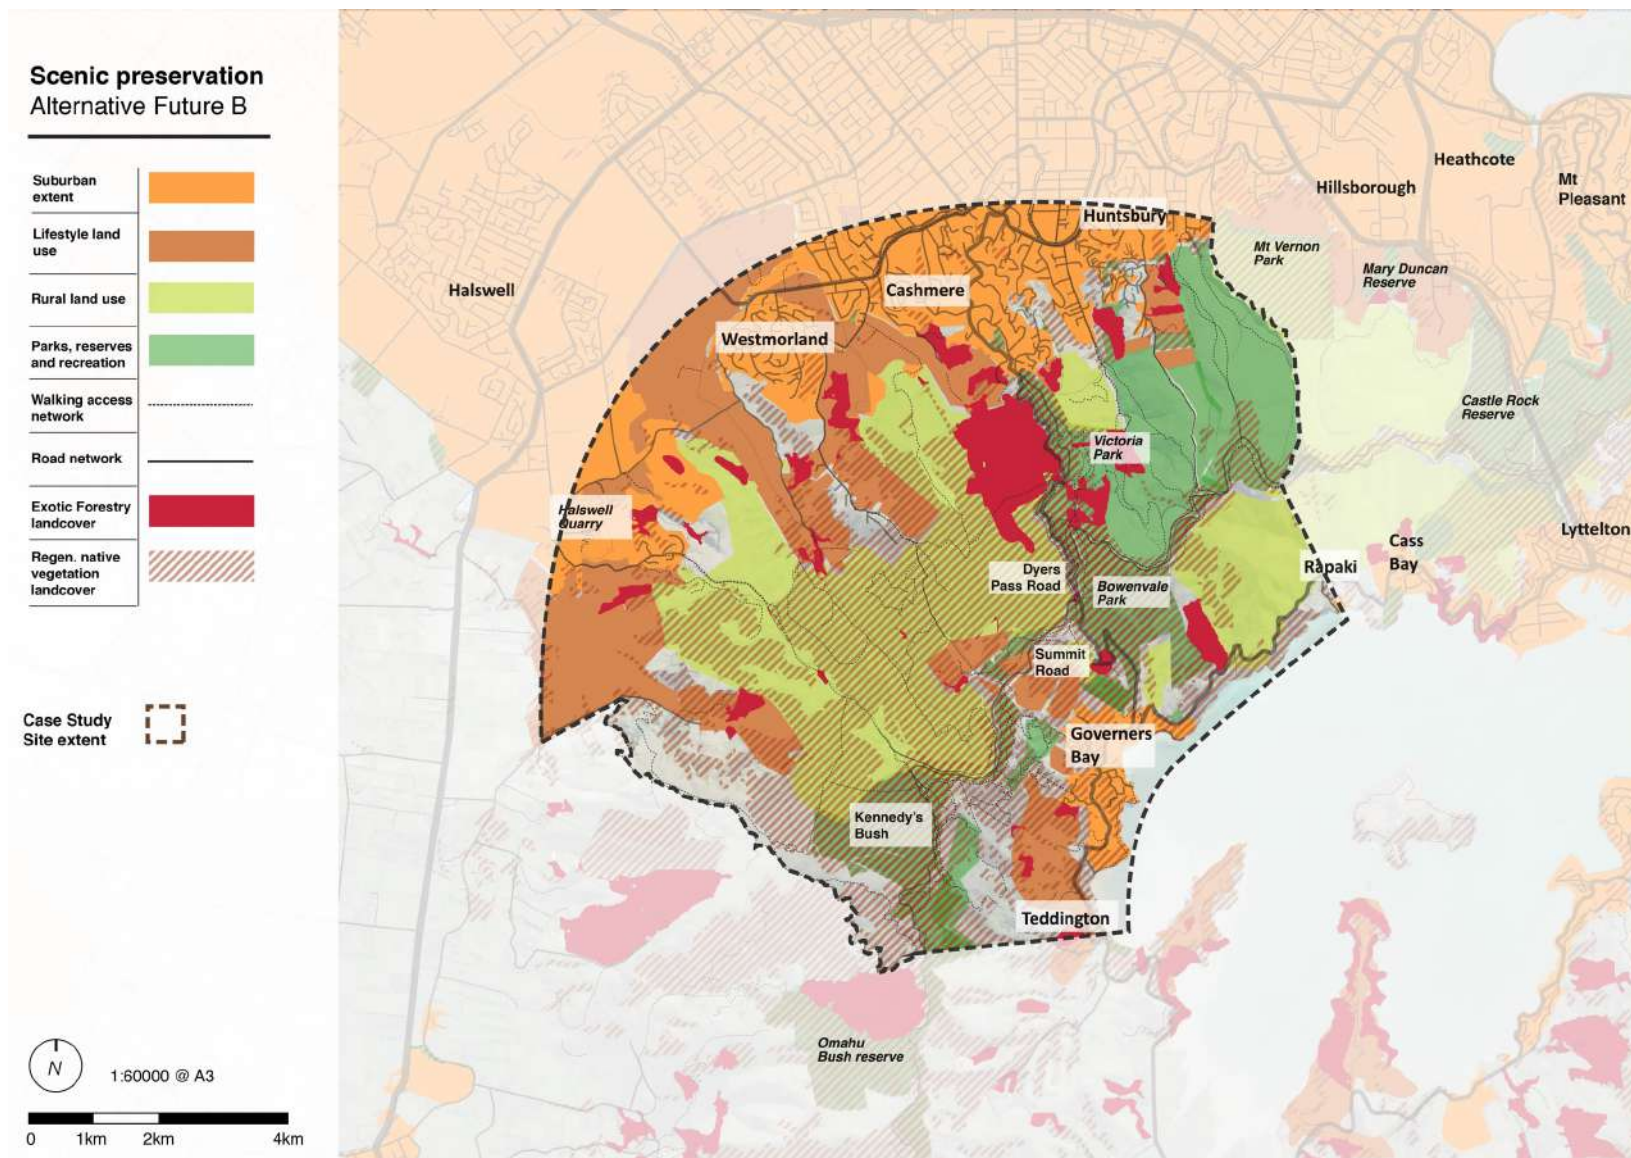 Scenic preservation
Alternative Future B
Suburban
extent
Lifestyle land
use
Rural land use
Parks, reserves
and recreation
Walking access
network
Road network
Exotic Forestry
landcover
Regen. native
vegetation
landcover
Case Study
Site extent
N
1:60000 @ A3
0 1km 2km 4km
Heathcote
Hillsborough
Mt
Pleasant
Huntsbury
Mt Vernon
Park
Mary Duncan
Reserve
Halswell
Cashmere
Westmorland
Castle Rock
Reserve
Victoria
Park
Halswell
Quarry
Lyttelton
Cass
Bay
Rapaki
Dyers
Pass Road
Bowenvale
Park
Summit
Road
Governers
Bay
Kennedy's
Bush
Teddington
Omahu
Bush reserve